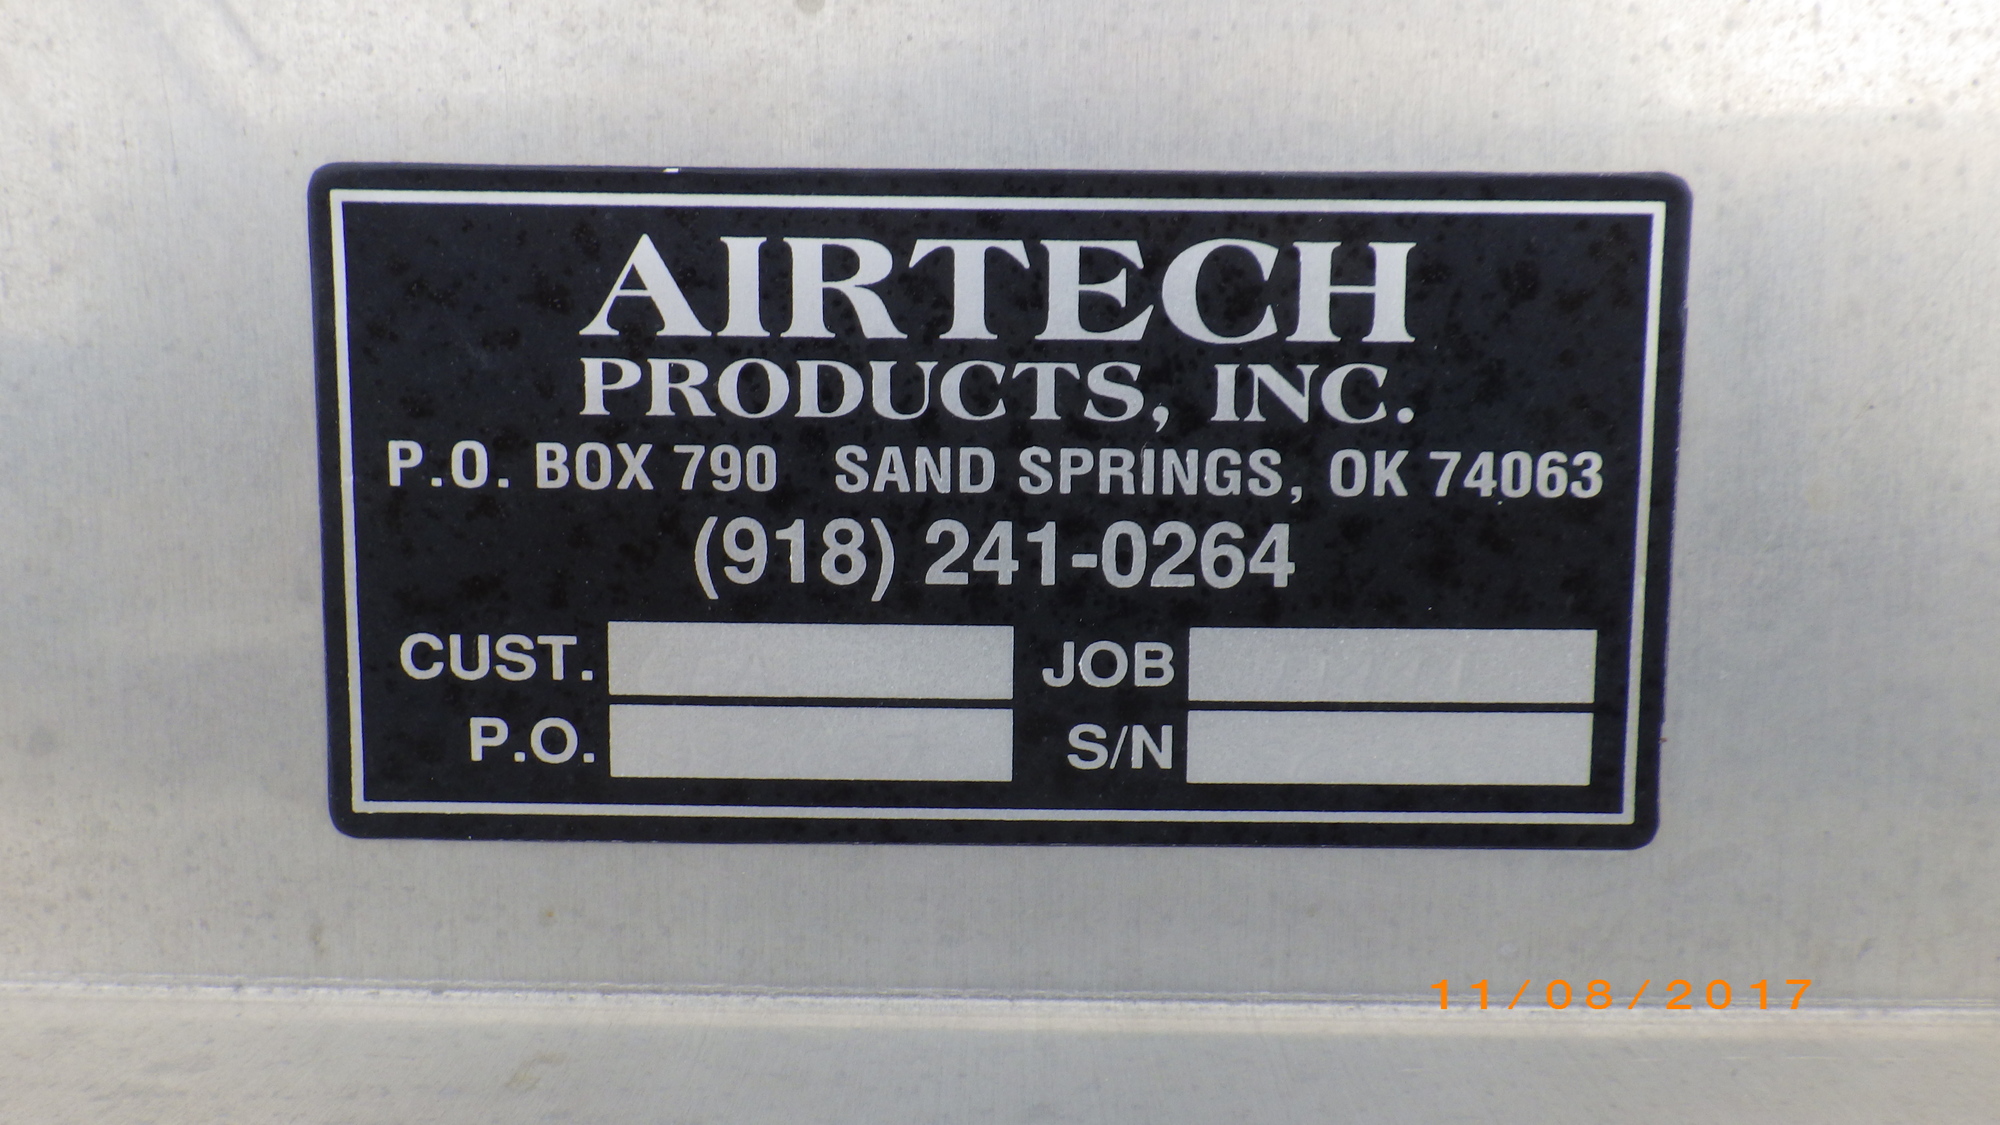 AIRTECH
PRODUCTS, INC.
P.O. BOX 790 SAND SPRINGS, OK 74063
(918) 241-0264
CUST. JOB
P.O. S/N
11/08/2017